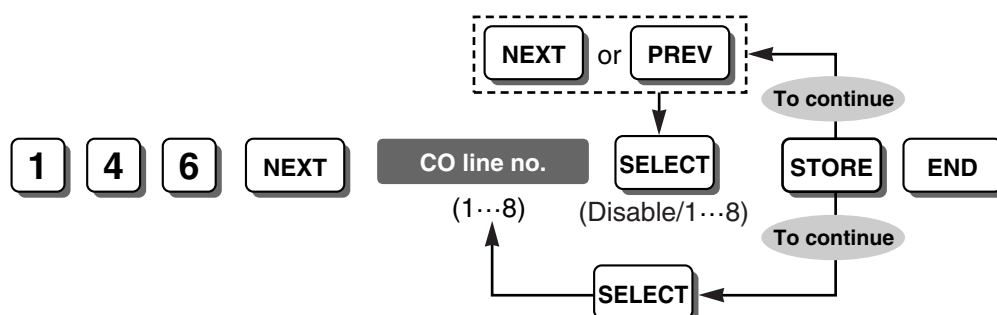 NEXT or PREV
To continue
1 4 6 NEXT CO line no. SELECT STORE END
(1···8) (Disable/1···8)
To continue
SELECT